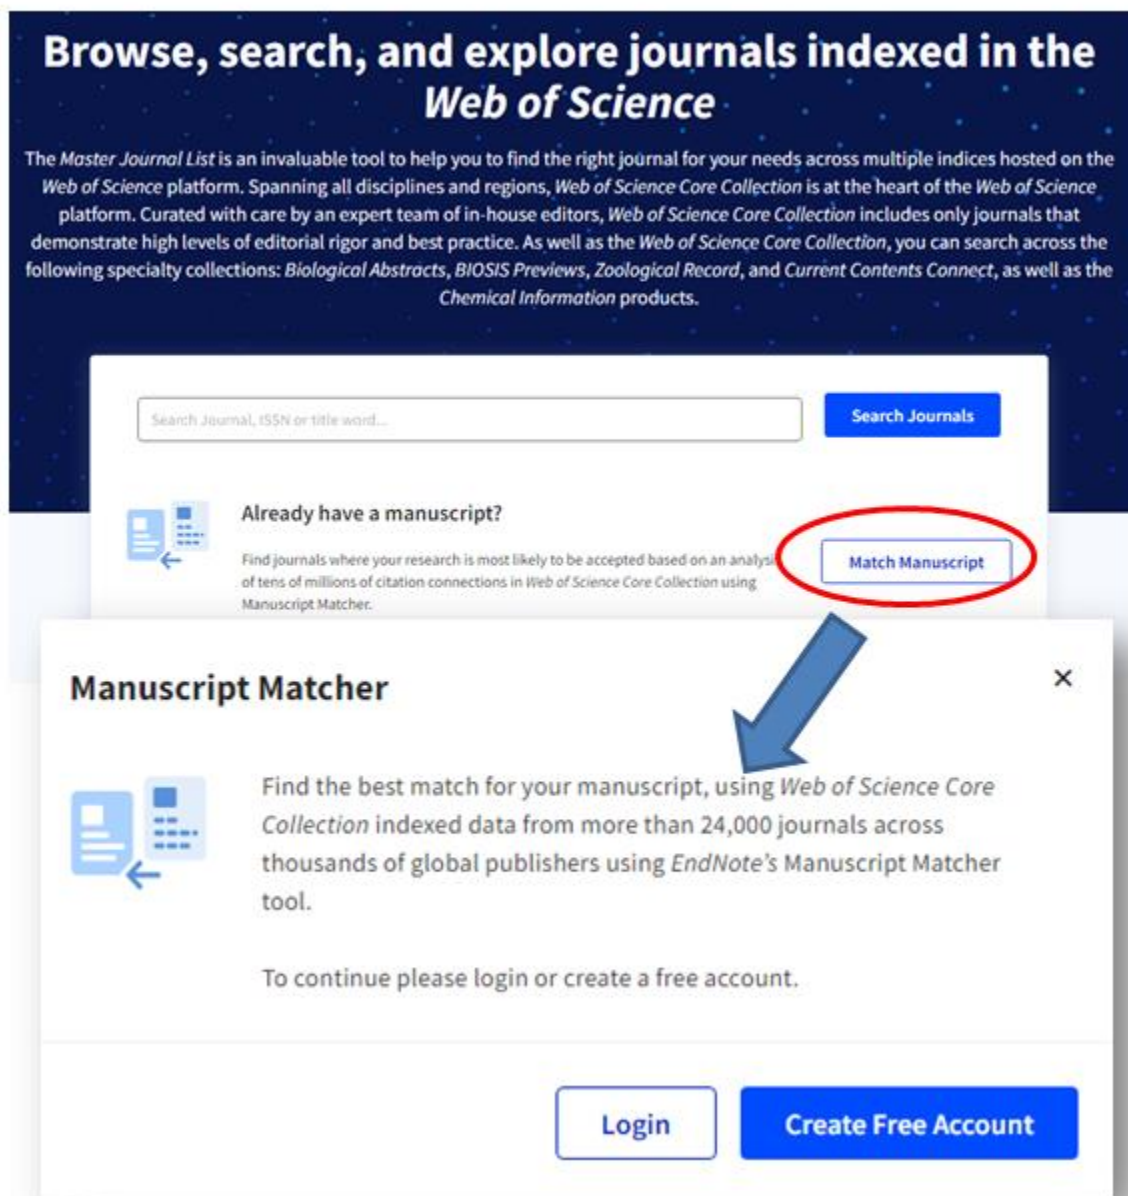 Browse, search, and explore journals indexed in the
Web of Science
The Master Journal List is an invaluable tool to help you to find the right journal for your needs across multiple indices hosted on the
Web of Science platform. Spanning all disciplines and regions, Web of Science Core Collection is at the heart of the Web of Science
platform. Curated with care by an expert team of in-house editors, Web of Science Core Collection includes only journals that
demonstrate high levels of editorial rigor and best practice. As well as the Web of Science Core Collection, you can search across the
following specialty collections: Biological Abstracts, BIOSIS Previews, Zoological Record, and Current Contents Connect, as well as the
Chemical Information products.
Search Journal, ISSN or title word...
Search Journals
Already have a manuscript?
Find journals where your research is most likely to be accepted based on an analysi
of tens of millions of citation connections in Web of Science Core Collection using
Manuscript Matcher.
Match Manuscript
Manuscript Matcher
×
Find the best match for your manuscript, using Web of Science Core
Collection indexed data from more than 24,000 journals across
thousands of global publishers using EndNote's Manuscript Matcher
tool.
To continue please login or create a free account.
Login
Create Free Account